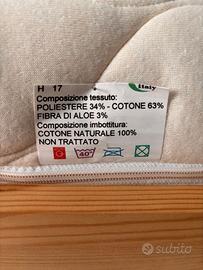 H 17
Italy
Composizione tessuto:
POLIESTERE 34% - COTONE 63%
FIBRA DI ALOE 3%
Composizione imbottitura:
COTONE NATURALE 100%
NON TRATTATO
40°
subito